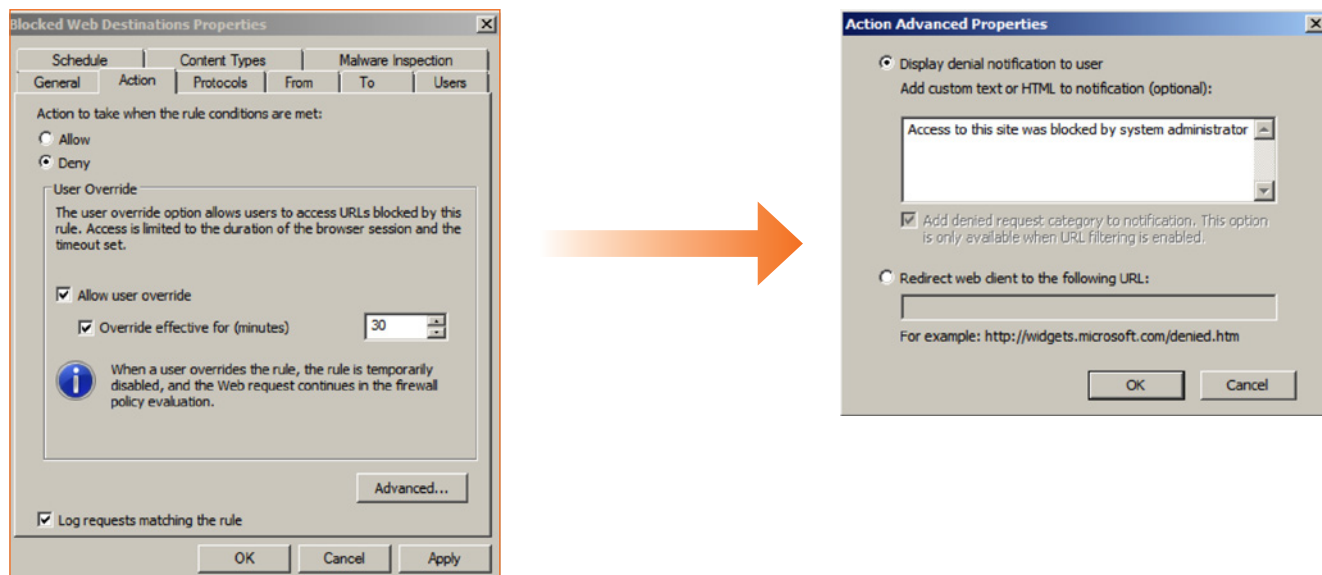 Blocked Web Destinations Properties
Schedule
Content Types
Malware Inspection
General
Action
Protocols
From
To
Users
Action to take when the rule conditions are met:
Allow
Deny
User Override
The user override option allows users to access URLs blocked by this
rule. Access is limited to the duration of the browser session and the
timeout set.
Allow user override
Override effective for (minutes)
30
When a user overrides the rule, the rule is temporarily
disabled, and the Web request continues in the firewall
policy evaluation.
Advanced...
Log requests matching the rule
OK
Cancel
Apply
Action Advanced Properties
Display denial notification to user
Add custom text or HTML to notification (optional):
Access to this site was blocked by system administrator
Add denied request category to notification. This option
is only available when URL filtering is enabled.
Redirect web client to the following URL:
For example: http://widgets.microsoft.com/denied.htm
OK
Cancel